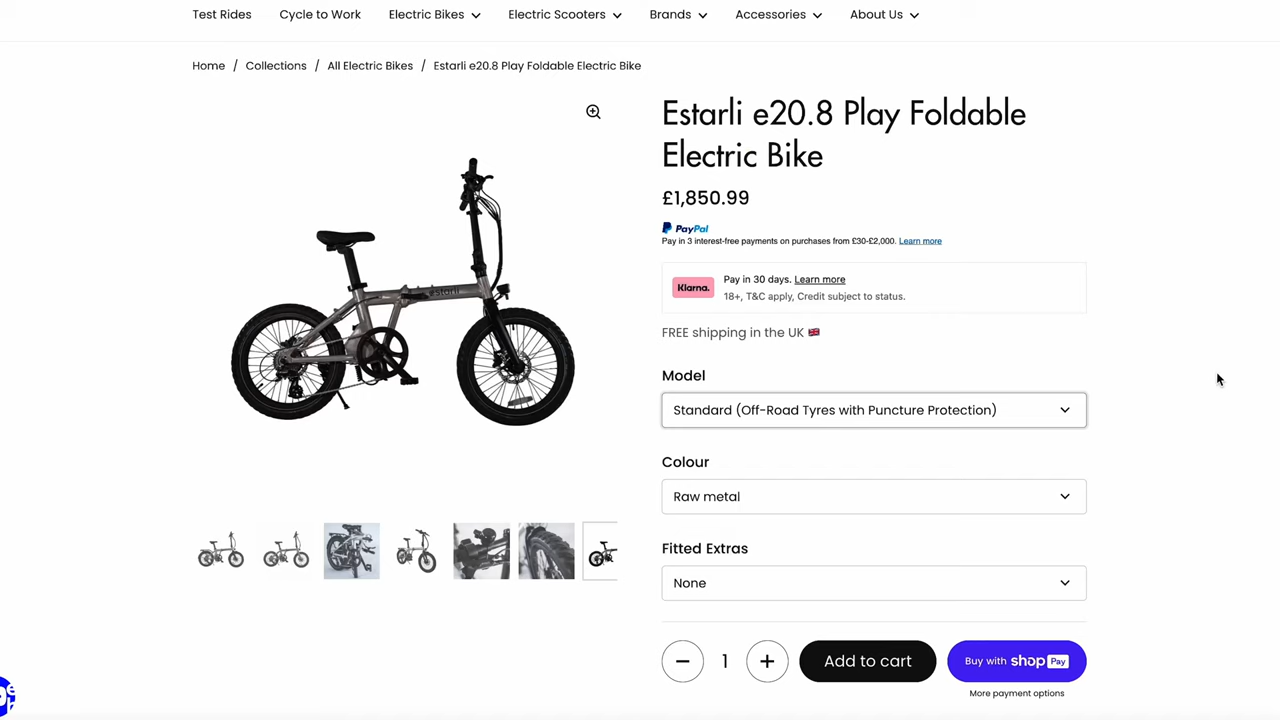 Test Rides Cycle to Work Electric Bikes Electric Scooters Brands Accessories About Us
Home / Collections / All Electric Bikes / Estarli e20.8 Play Foldable Electric Bike
Estarli e20.8 Play Foldable
Electric Bike
£1,850.99
PayPal
Pay in 3 interest-free payments on purchases from £30-£2,000. Learn more
Klarna.
Pay in 30 days. Learn more
18+, T&C apply, Credit subject to status.
FREE shipping in the UK 🇬🇧
estarli
Model
Standard (Off-Road Tyres with Puncture Protection)
Colour
Raw metal
Fitted Extras
None
1
Add to cart
Buy with shop Pay
More payment options